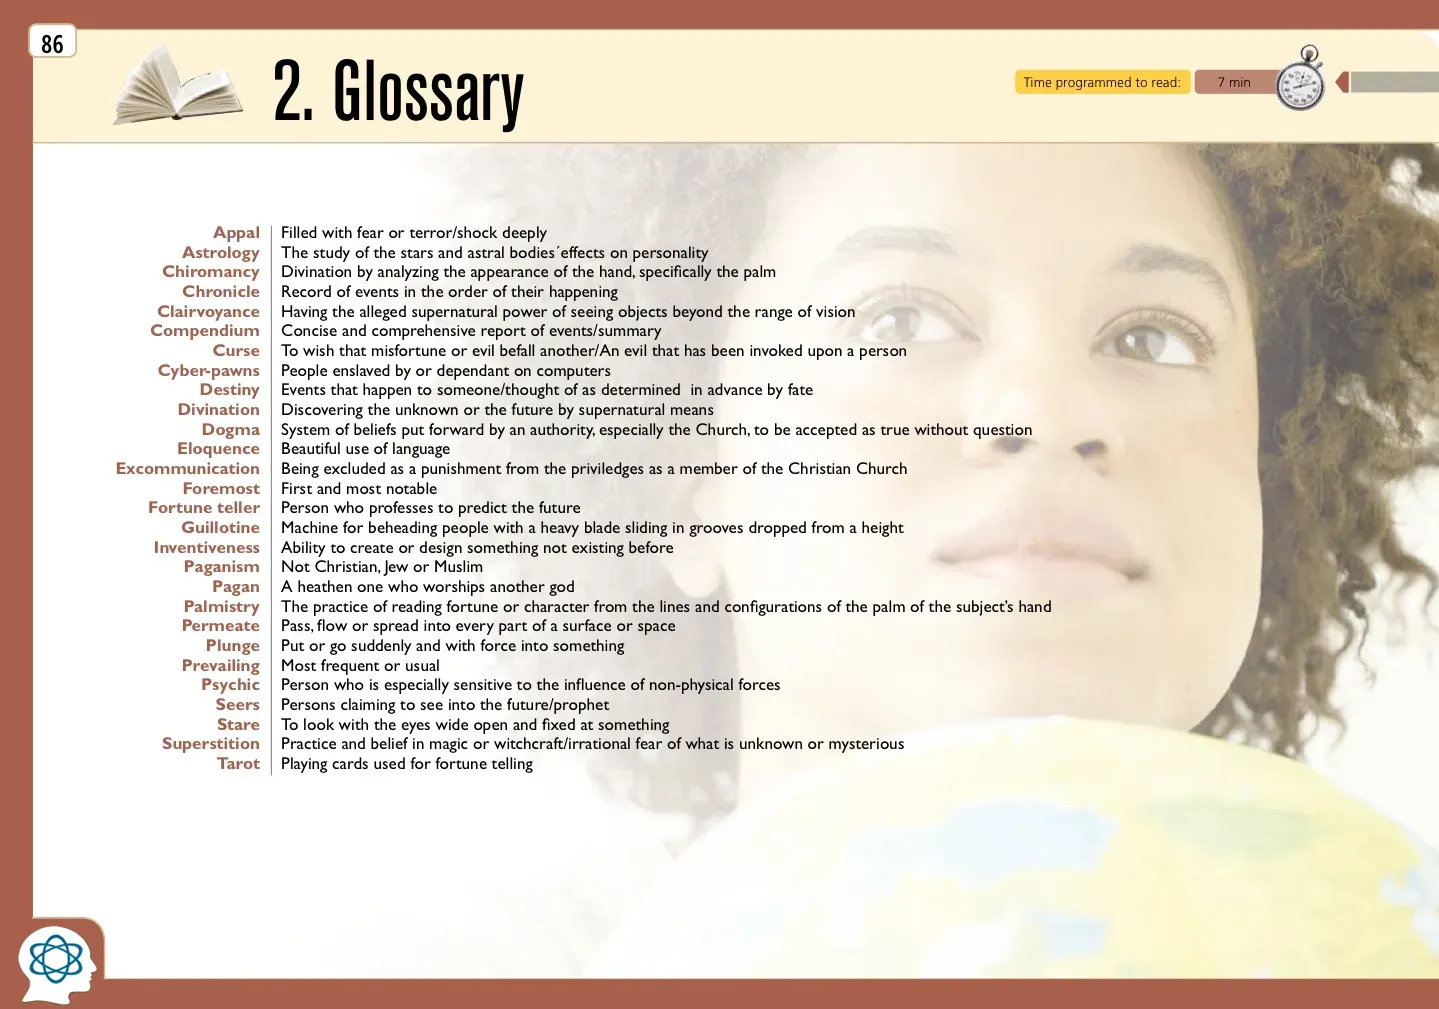 86
2. Glossary
Time programmed to read: 7 min
Appal Filled with fear or terror/shock deeply
Astrology The study of the stars and astral bodies´effects on personality
Chiromancy Divination by analyzing the appearance of the hand, specifically the palm
Chronicle Record of events in the order of their happening
Clairvoyance Having the alleged supernatural power of seeing objects beyond the range of vision
Compendium Concise and comprehensive report of events/summary
Curse To wish that misfortune or evil befall another/An evil that has been invoked upon a person
Cyber-pawns People enslaved by or dependant on computers
Destiny Events that happen to someone/thought of as determined  in advance by fate
Divination Discovering the unknown or the future by supernatural means
Dogma System of beliefs put forward by an authority, especially the Church, to be accepted as true without question
Eloquence Beautiful use of language
Excommunication Being excluded as a punishment from the priviledges as a member of the Christian Church
Foremost First and most notable
Fortune teller Person who professes to predict the future
Guillotine Machine for beheading people with a heavy blade sliding in grooves dropped from a height
Inventiveness Ability to create or design something not existing before
Paganism Not Christian, Jew or Muslim
Pagan A heathen one who worships another god
Palmistry The practice of reading fortune or character from the lines and configurations of the palm of the subject's hand
Permeate Pass, flow or spread into every part of a surface or space
Plunge Put or go suddenly and with force into something
Prevailing Most frequent or usual
Psychic Person who is especially sensitive to the influence of non-physical forces
Seers Persons claiming to see into the future/prophet
Stare To look with the eyes wide open and fixed at something
Superstition Practice and belief in magic or witchcraft/irrational fear of what is unknown or mysterious
Tarot Playing cards used for fortune telling